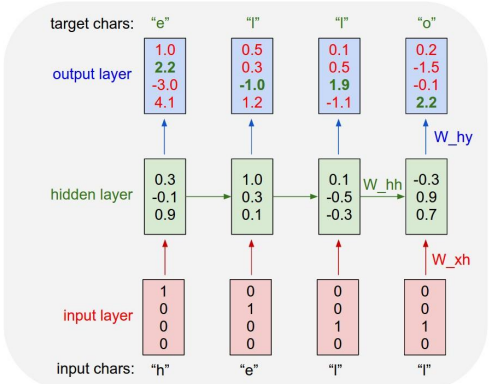 target chars: “e” “l” “l” “o”
1.0 0.5 0.1 0.2
2.2 0.3 0.5 -1.5
-3.0 -1.0 1.9 -0.1
4.1 1.2 -1.1 2.2
output layer
W_hy
0.3 1.0 0.1 -0.3
-0.1 0.3 -0.5 0.9
0.9 0.1 -0.3 0.7
hidden layer
W_hh
W_xh
1 0 0 0
0 1 0 0
0 0 1 1
0 0 0 0
input layer
input chars: “h” “e” “l” “l”